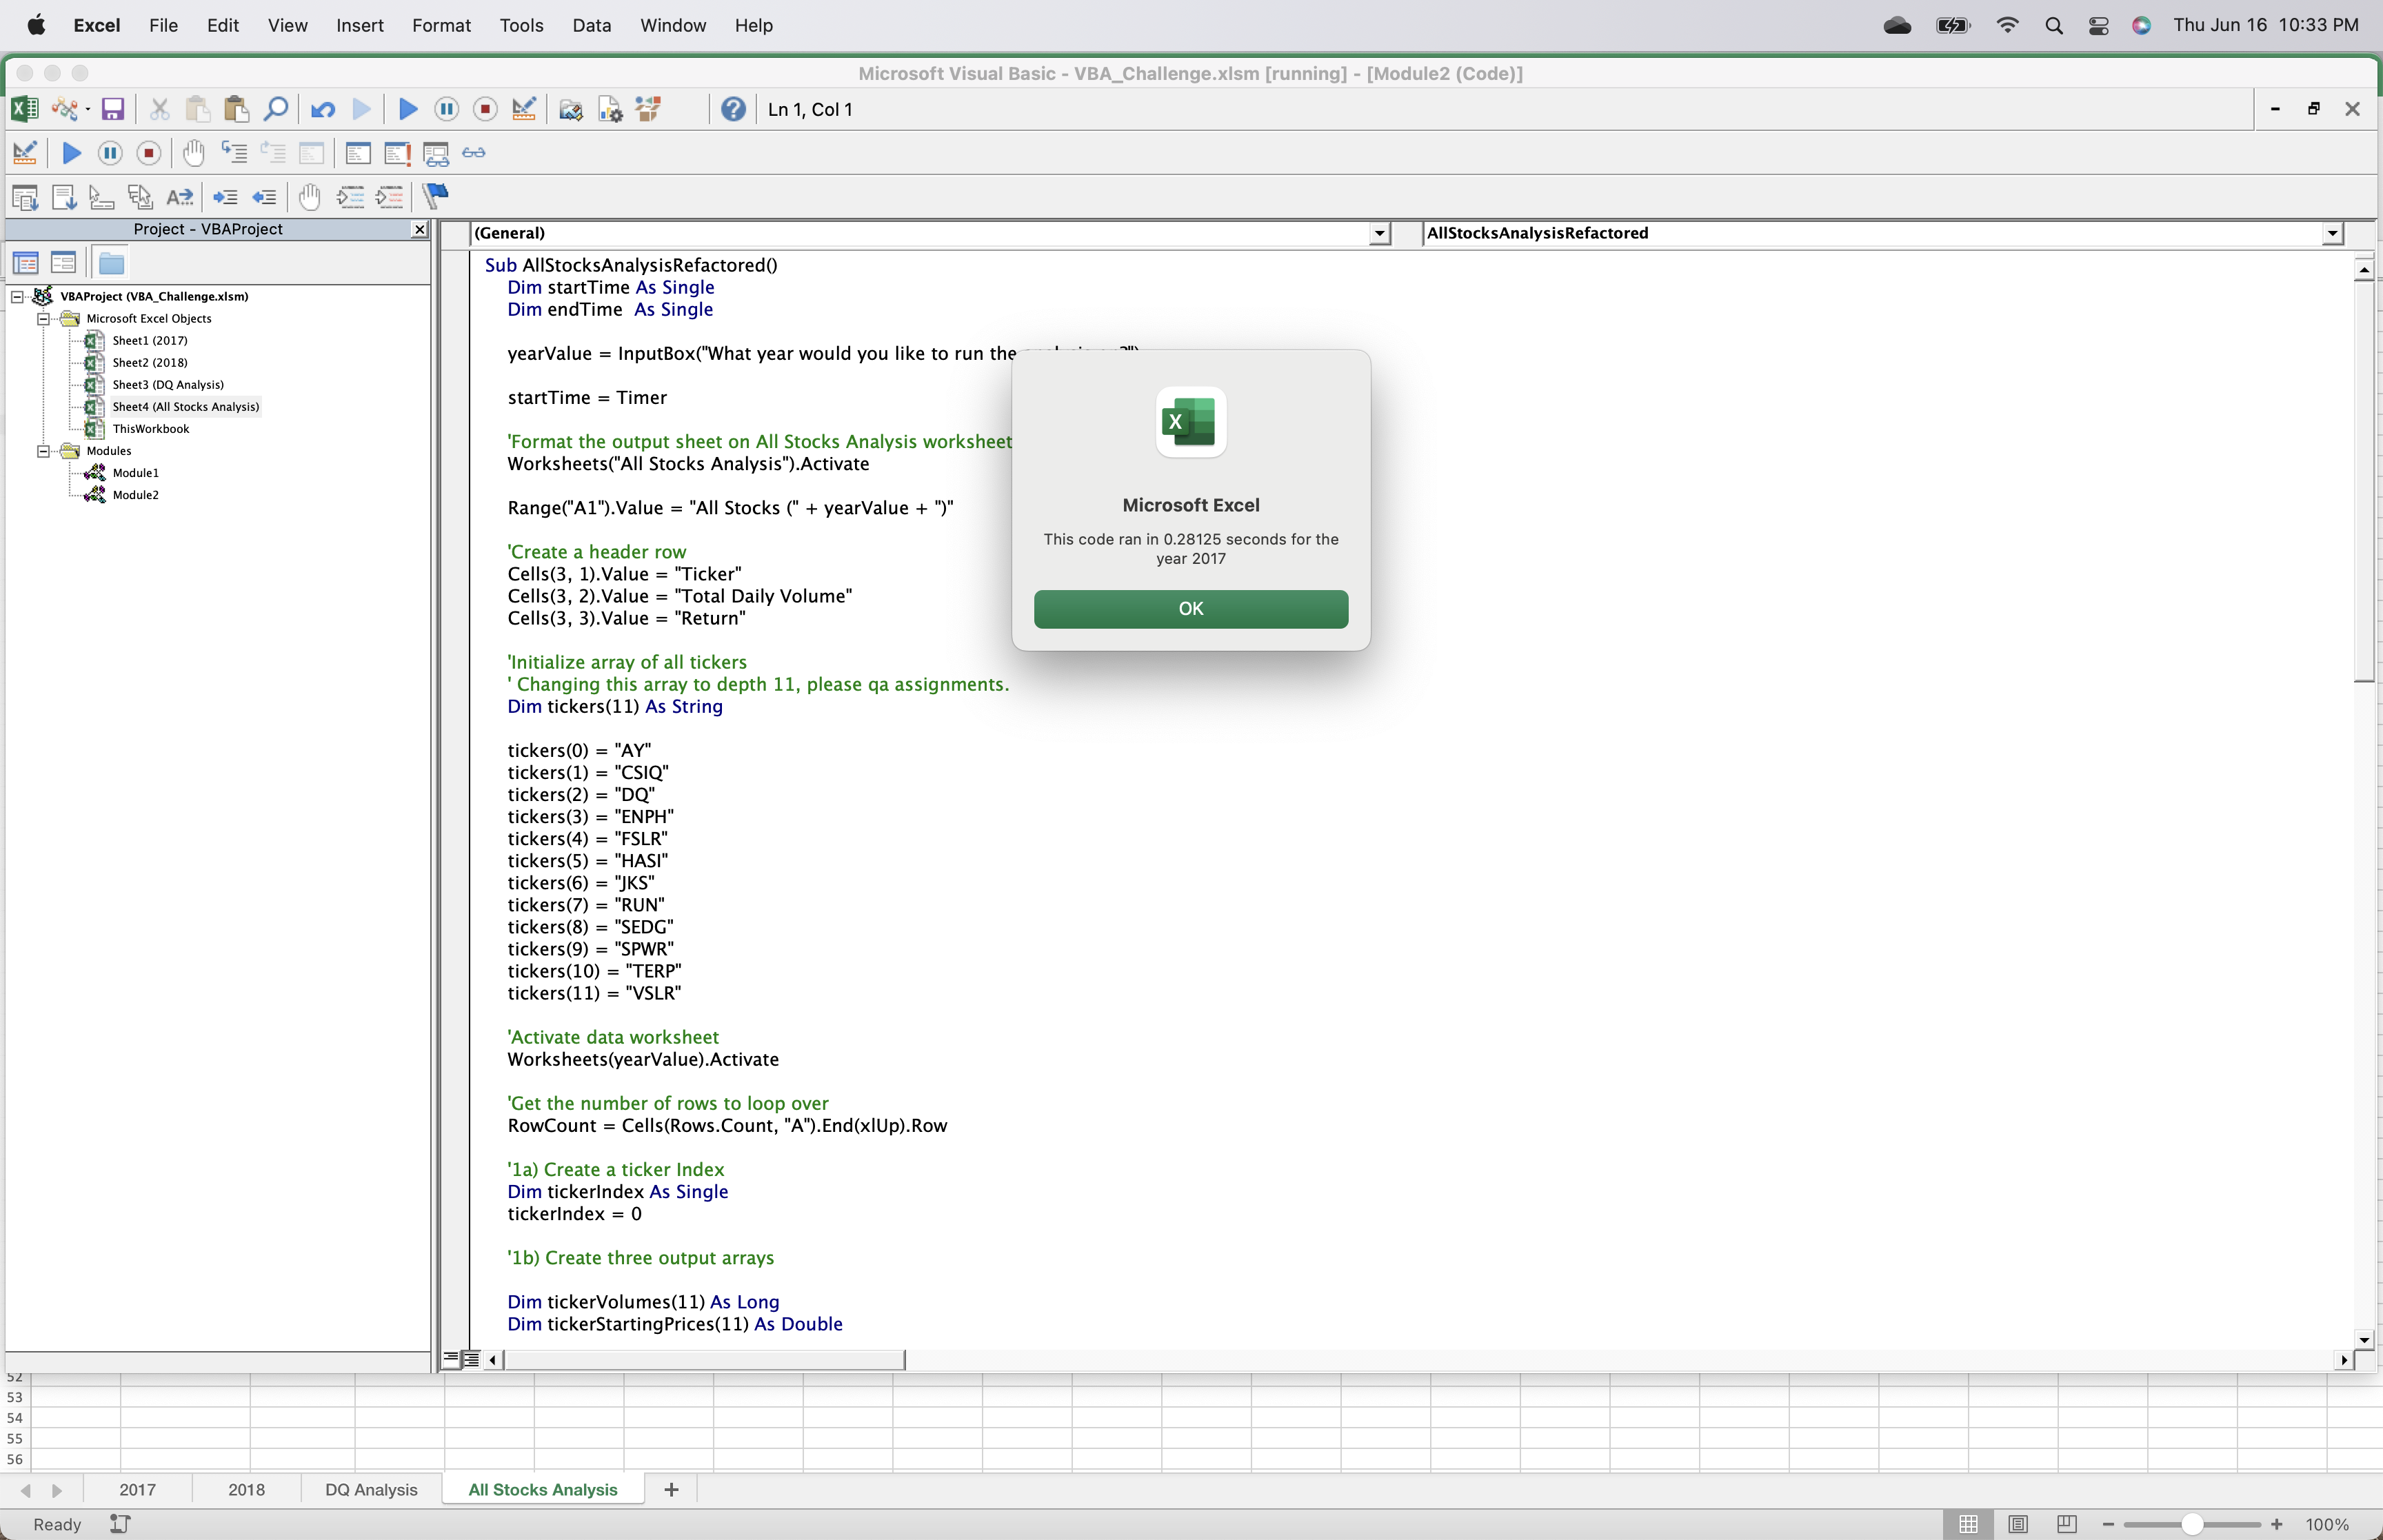 Excel File Edit View Insert Format Tools Data Window Help Thu Jun 16 10:33 PM
Microsoft Visual Basic - VBA_Challenge.xlsm [running] - [Module2 (Code)]
Ln 1, Col 1
Project - VBAProject
(General) AllStocksAnalysisRefactored
VBAProject (VBA_Challenge.xlsm)
Microsoft Excel Objects
Sheet1 (2017)
Sheet2 (2018)
Sheet3 (DQ Analysis)
Sheet4 (All Stocks Analysis)
ThisWorkbook
Modules
Module1
Module2
Sub AllStocksAnalysisRefactored()
Dim startTime As Single
Dim endTime  As Single
yearValue = InputBox("What year would you like to run the
startTime = Timer
'Format the output sheet on All Stocks Analysis worksheet
Worksheets("All Stocks Analysis").Activate
Range("A1").Value = "All Stocks (" + yearValue + ")"
'Create a header row
Cells(3, 1).Value = "Ticker"
Cells(3, 2).Value = "Total Daily Volume"
Cells(3, 3).Value = "Return"
'Initialize array of all tickers
' Changing this array to depth 11, please qa assignments.
Dim tickers(11) As String
tickers(0) = "AY"
tickers(1) = "CSIQ"
tickers(2) = "DQ"
tickers(3) = "ENPH"
tickers(4) = "FSLR"
tickers(5) = "HASI"
tickers(6) = "JKS"
tickers(7) = "RUN"
tickers(8) = "SEDG"
tickers(9) = "SPWR"
tickers(10) = "TERP"
tickers(11) = "VSLR"
'Activate data worksheet
Worksheets(yearValue).Activate
'Get the number of rows to loop over
RowCount = Cells(Rows.Count, "A").End(xlUp).Row
'1a) Create a ticker Index
Dim tickerIndex As Single
tickerIndex = 0
'1b) Create three output arrays
Dim tickerVolumes(11) As Long
Dim tickerStartingPrices(11) As Double
Microsoft Excel
This code ran in 0.28125 seconds for the
year 2017
OK
52
53
54
55
56
2017 2018 DQ Analysis All Stocks Analysis +
Ready 100%